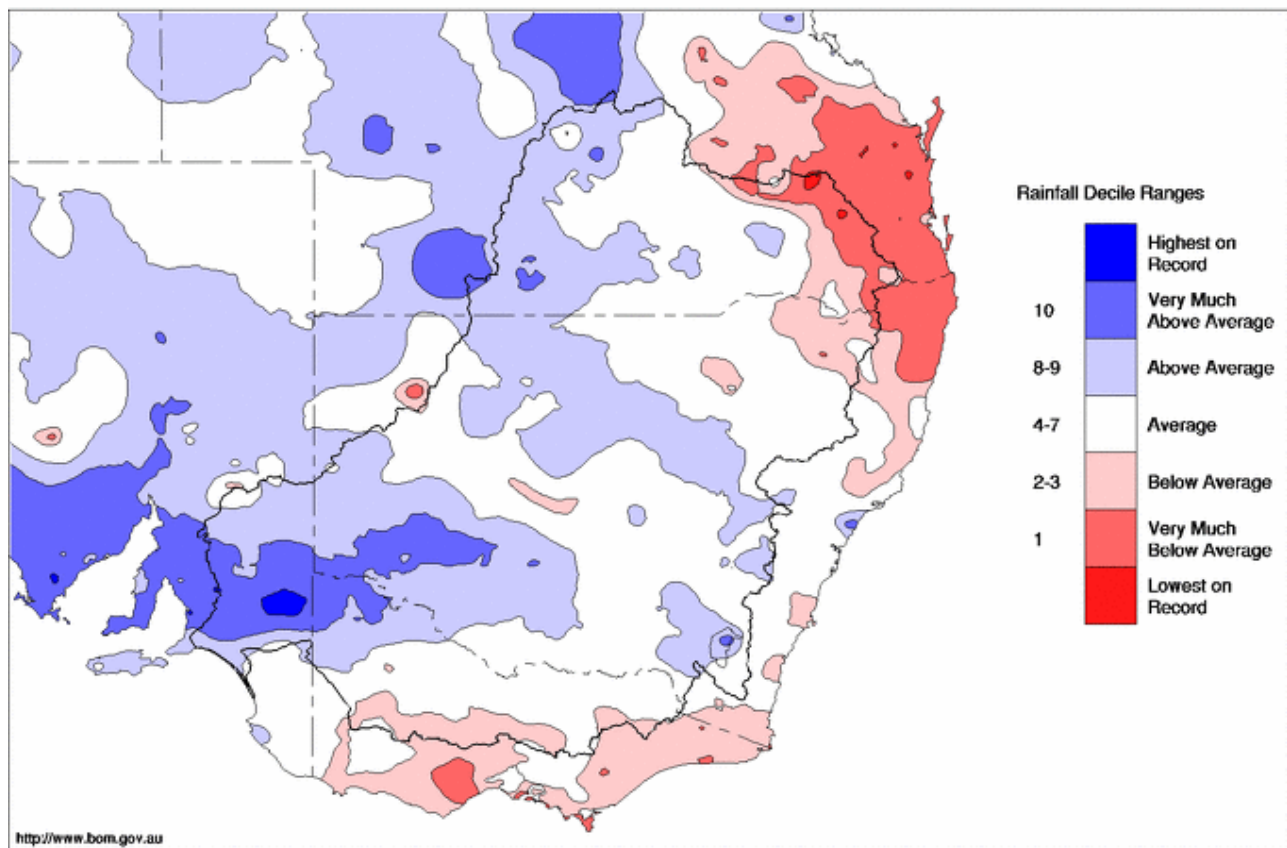 Rainfall Decile Ranges
Highest on
Record
10
Very Much
Above Average
8-9
Above Average
4-7
Average
2-3
Below Average
1
Very Much
Below Average
Lowest on
Record
http://www.bom.gov.au